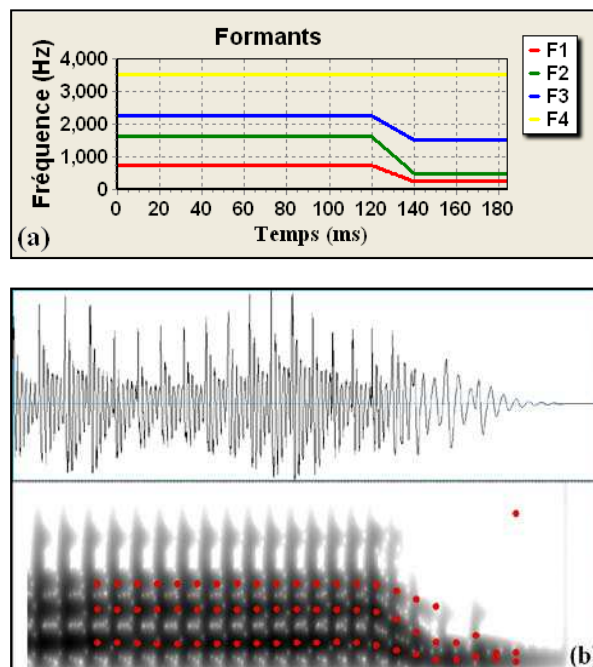 Formants
Fréquence (Hz)
4,000
3,000
2,000
1,000
0
0 20 40 60 80 100 120 140 160 180
Temps (ms)
(a)
F1
F2
F3
F4
(b)